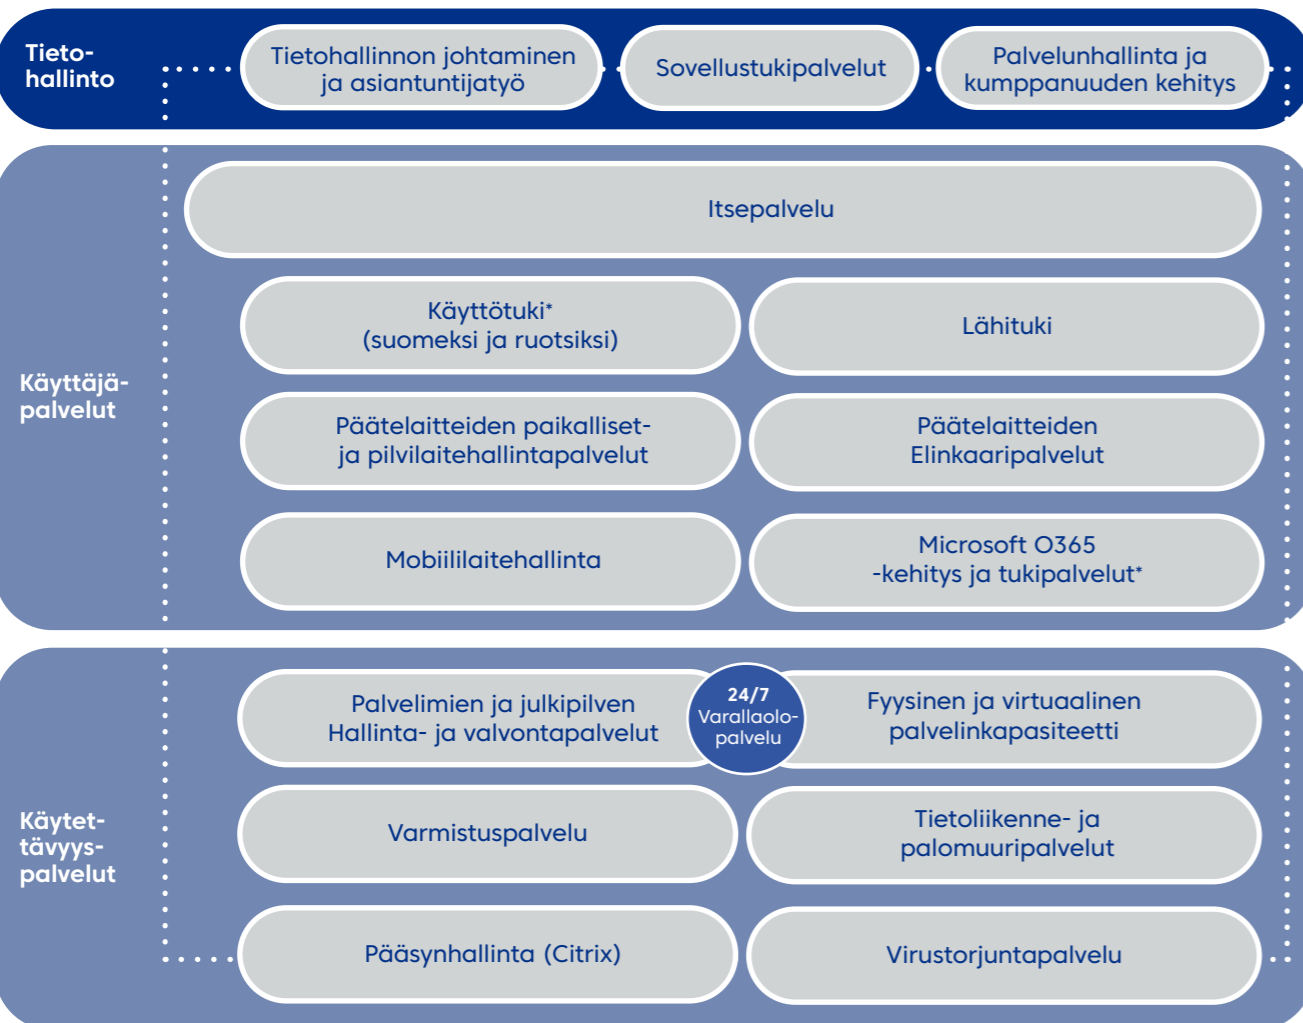 Tieto-
hallinto
Tietohallinnon johtaminen
ja asiantuntijatyö
Sovellustukipalvelut
Palvelunhallinta ja
kumppanuuden kehitys
Käyttäjä-
palvelut
Itsepalvelu
Käyttötuki*
(suomeksi ja ruotsiksi)
Lähituki
Päätelaitteiden paikalliset-
ja pilvilaitehallintapalvelut
Päätelaitteiden
Elinkaaripalvelut
Mobiililaitehallinta
Microsoft O365
-kehitys ja tukipalvelut*
Käytet-
tävyys-
palvelut
Palvelimien ja julkipilven
Hallinta- ja valvontapalvelut
24/7
Varallaolo-
palvelu
Fyysinen ja virtuaalinen
palvelinkapasiteetti
Varmistuspalvelu
Tietoliikenne- ja
palomuuripalvelut
Pääsynhallinta (Citrix)
Virustorjuntapalvelu